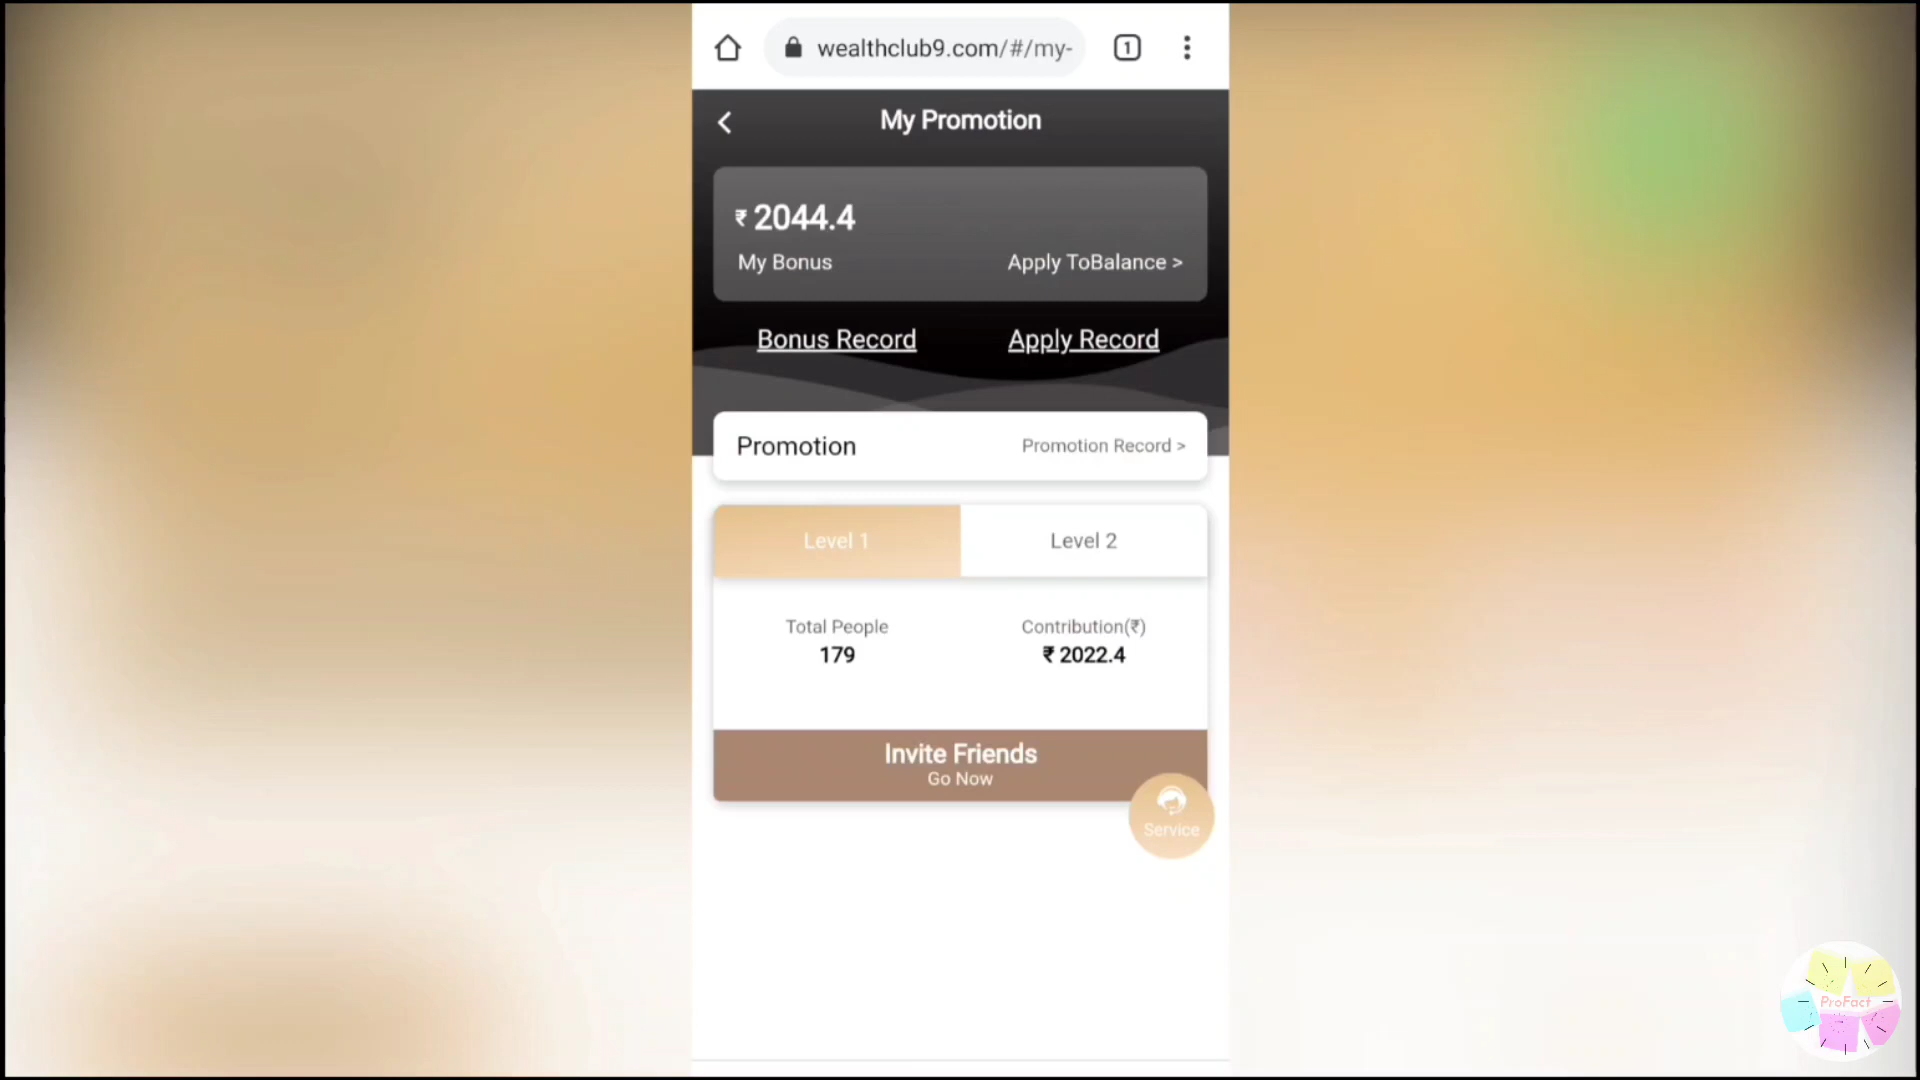 wealthclub9.com/#/my-
1
My Promotion
₹ 2044.4
My Bonus
Apply ToBalance >
Bonus Record
Apply Record
Promotion
Promotion Record >
Level 1
Level 2
Total People
Contribution(₹)
179
₹ 2022.4
Invite Friends
Go Now
Service
ProFact